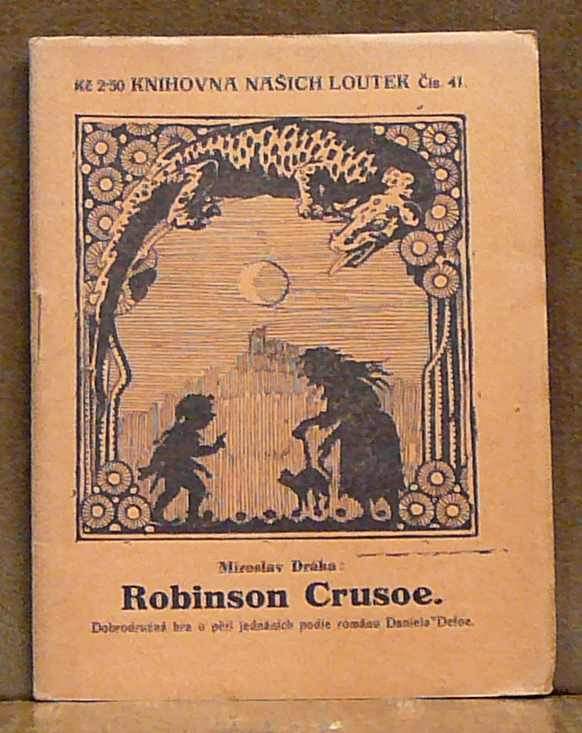 Kč 2·50 KNIHOVNA NAŠICH LOUTEK Čís. 41.
Miroslav Dráha:
Robinson Crusoe.
Dobrodružná hra o pěti jednáních podle románu Daniela Defoe.